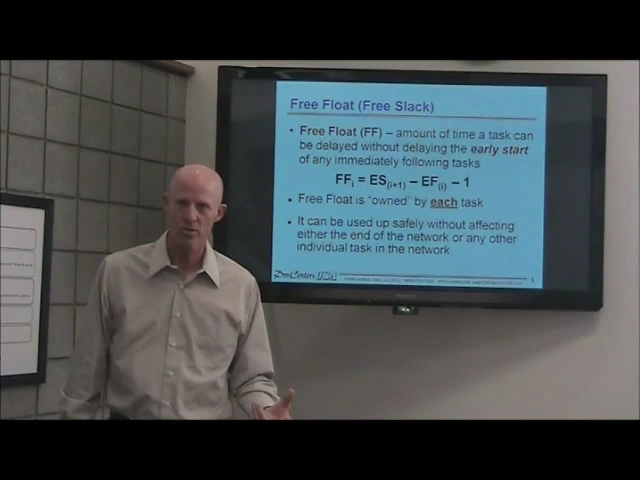 Free Float (Free Slack)
• Free Float (FF) – amount of time a task can
be delayed without delaying the early start
of any immediately following tasks
FFi = ES(i+1) – EF(i) – 1
• Free Float is “owned” by each task
• It can be used up safely without affecting
either the end of the network or any other
individual task in the network